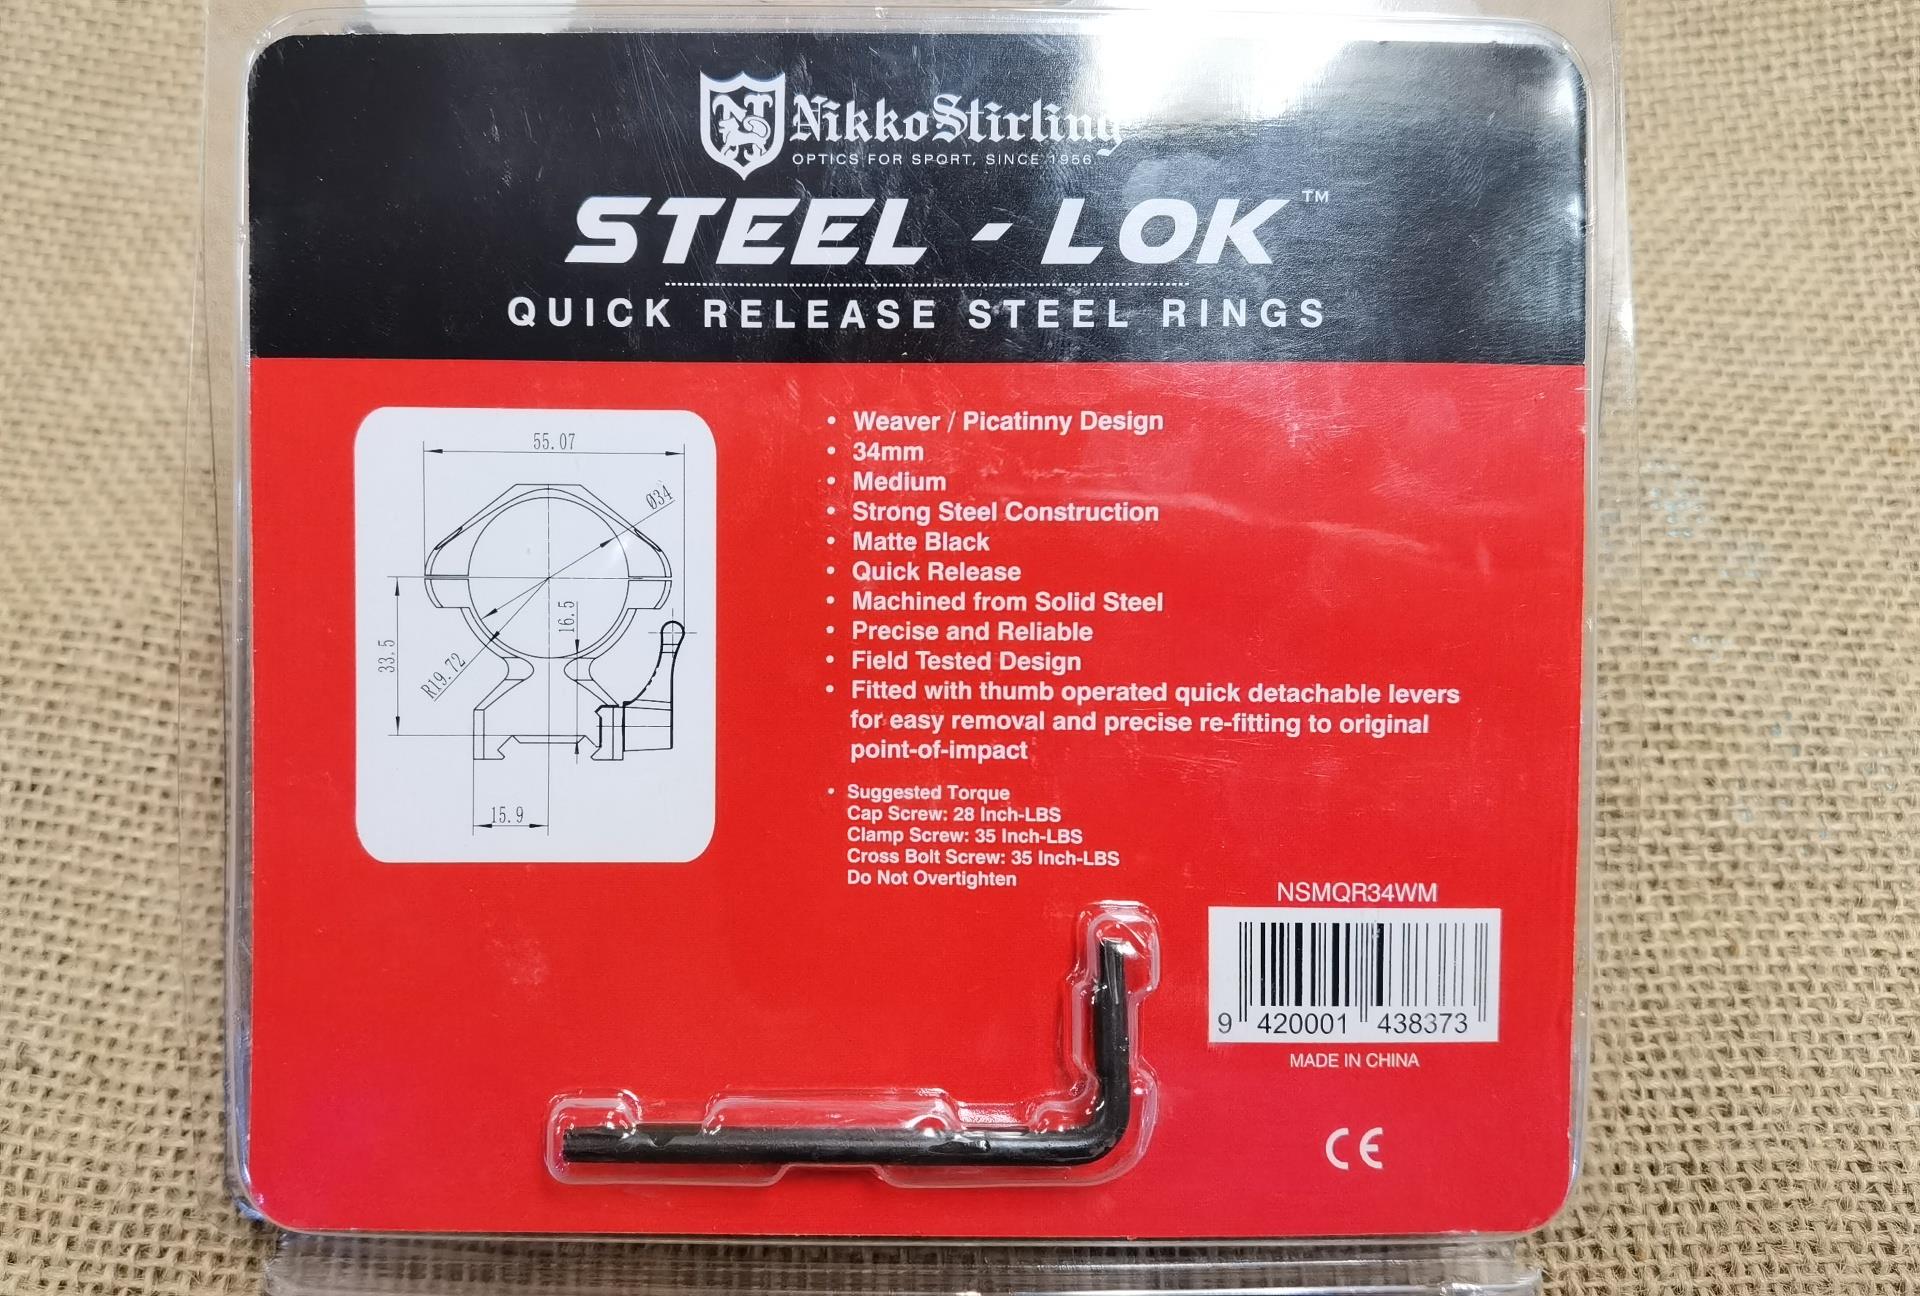 N
NikkoStirling
OPTICS FOR SPORT, SINCE 1956.
STEEL - LOK™
QUICK RELEASE STEEL RINGS
55.07
Ø34
16.5
33.5
R19.72
15.9
• Weaver / Picatinny Design
• 34mm
• Medium
• Strong Steel Construction
• Matte Black
• Quick Release
• Machined from Solid Steel
• Precise and Reliable
• Field Tested Design
• Fitted with thumb operated quick detachable levers
for easy removal and precise re-fitting to original
point-of-impact
• Suggested Torque
Cap Screw: 28 Inch-LBS
Clamp Screw: 35 Inch-LBS
Cross Bolt Screw: 35 Inch-LBS
Do Not Overtighten
NSMQR34WM
9 420001 438373
MADE IN CHINA
CE